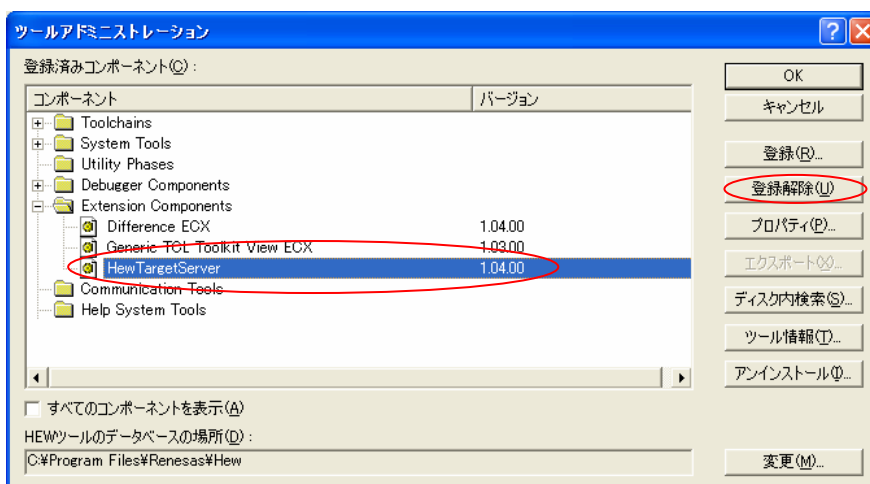 ツールアドミニストレーション
登録済みコンポーネント(C):
コンポーネント バージョン
Toolchains
System Tools
Utility Phases
Debugger Components
Extension Components
Difference ECX 1.04.00
Generic TCL Toolkit View ECX 1.03.00
HewTargetServer 1.04.00
Communication Tools
Help System Tools
すべてのコンポーネントを表示(A)
HEWツールのデータベースの場所(D):
C:¥Program Files¥Renesas¥Hew
OK
キャンセル
登録(R)...
登録解除(U)
プロパティ(P)...
エクスポート(X)...
ディスク内検索(S)...
ツール情報(T)...
アンインストール(I)...
変更(M)...